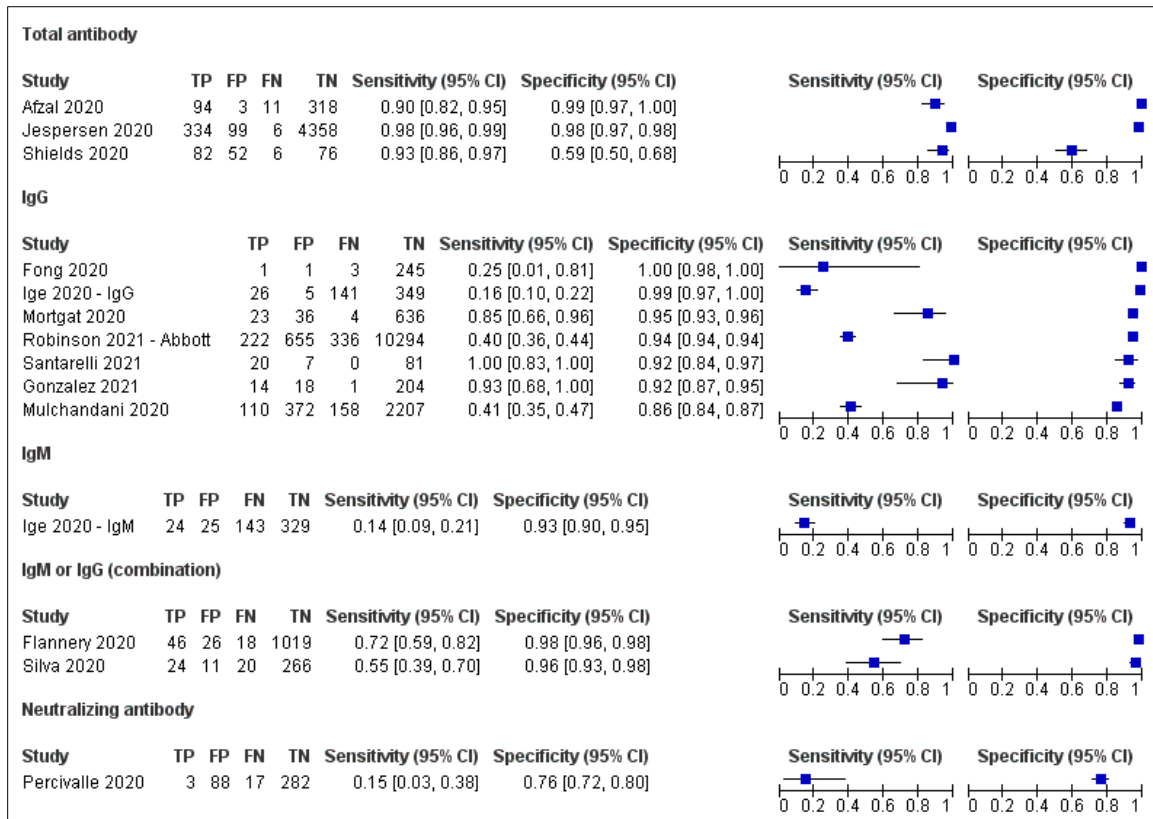 Total antibody
Study TP FP FN TN Sensitivity (95% CI) Specificity (95% CI) Sensitivity (95% CI) Specificity (95% CI)
Afzal 2020 94 3 11 318 0.90 [0.82, 0.95] 0.99 [0.97, 1.00]
Jespersen 2020 334 99 6 4358 0.98 [0.96, 0.99] 0.98 [0.97, 0.98]
Shields 2020 82 52 6 76 0.93 [0.86, 0.97] 0.59 [0.50, 0.68]
0 0.2 0.4 0.6 0.8 1 0 0.2 0.4 0.6 0.8 1
IgG
Study TP FP FN TN Sensitivity (95% CI) Specificity (95% CI) Sensitivity (95% CI) Specificity (95% CI)
Fong 2020 1 1 3 245 0.25 [0.01, 0.81] 1.00 [0.98, 1.00]
Ige 2020 - IgG 26 5 141 349 0.16 [0.10, 0.22] 0.99 [0.97, 1.00]
Mortgat 2020 23 36 4 636 0.85 [0.66, 0.96] 0.95 [0.93, 0.96]
Robinson 2021 - Abbott 222 655 336 10294 0.40 [0.36, 0.44] 0.94 [0.94, 0.94]
Santarelli 2021 20 7 0 81 1.00 [0.83, 1.00] 0.92 [0.84, 0.97]
Gonzalez 2021 14 18 1 204 0.93 [0.68, 1.00] 0.92 [0.87, 0.95]
Mulchandani 2020 110 372 158 2207 0.41 [0.35, 0.47] 0.86 [0.84, 0.87]
0 0.2 0.4 0.6 0.8 1 0 0.2 0.4 0.6 0.8 1
IgM
Study TP FP FN TN Sensitivity (95% CI) Specificity (95% CI) Sensitivity (95% CI) Specificity (95% CI)
Ige 2020 - IgM 24 25 143 329 0.14 [0.09, 0.21] 0.93 [0.90, 0.95]
0 0.2 0.4 0.6 0.8 1 0 0.2 0.4 0.6 0.8 1
IgM or IgG (combination)
Study TP FP FN TN Sensitivity (95% CI) Specificity (95% CI) Sensitivity (95% CI) Specificity (95% CI)
Flannery 2020 46 26 18 1019 0.72 [0.59, 0.82] 0.98 [0.96, 0.98]
Silva 2020 24 11 20 266 0.55 [0.39, 0.70] 0.96 [0.93, 0.98]
0 0.2 0.4 0.6 0.8 1 0 0.2 0.4 0.6 0.8 1
Neutralizing antibody
Study TP FP FN TN Sensitivity (95% CI) Specificity (95% CI) Sensitivity (95% CI) Specificity (95% CI)
Percivalle 2020 3 88 17 282 0.15 [0.03, 0.38] 0.76 [0.72, 0.80]
0 0.2 0.4 0.6 0.8 1 0 0.2 0.4 0.6 0.8 1